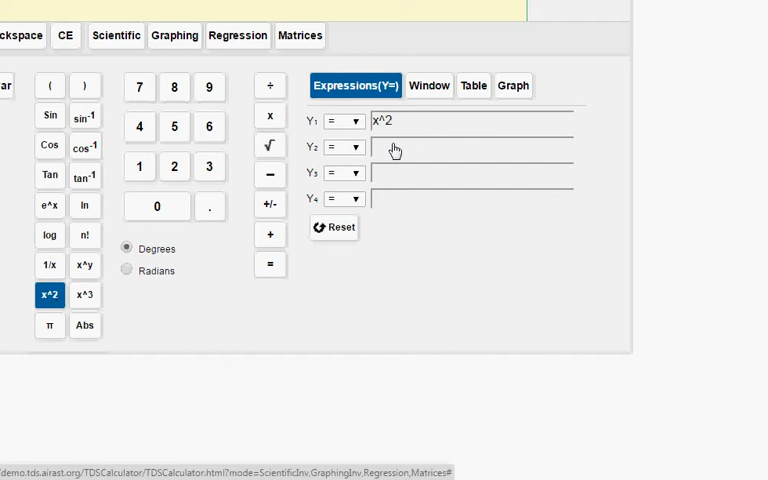 ckspace CE Scientific Graphing Regression Matrices
ar ( ) 7 8 9 ÷ Expressions(Y=) Window Table Graph
Sin sin-1 4 5 6 x Y1 = ▼ x^2
Cos cos-1 √ Y2 = ▼
Tan tan-1 1 2 3 − Y3 = ▼
e^x ln 0 . +/- Y4 = ▼
log n! + Reset
Degrees
1/x x^y = Radians
x^2 x^3
π Abs
/demo.tds.airast.org/TDSCalculator/TDSCalculator.html?mode=ScientificInv,GraphingInv,Regression,Matrices#